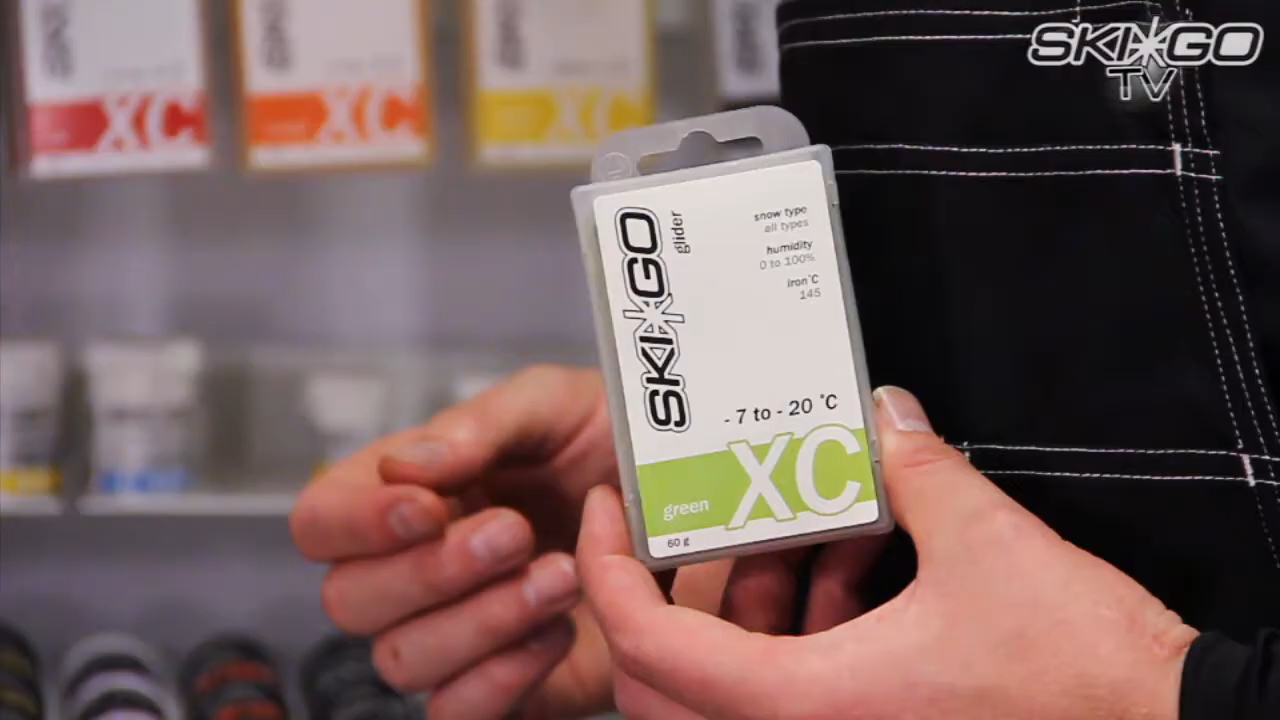 SKI*GO
TV
XC
XC
XC
SKI*GO
glider
snow type
all types
humidity
0 to 100%
iron°C
145
- 7 to - 20 °C
green
XC
60 g